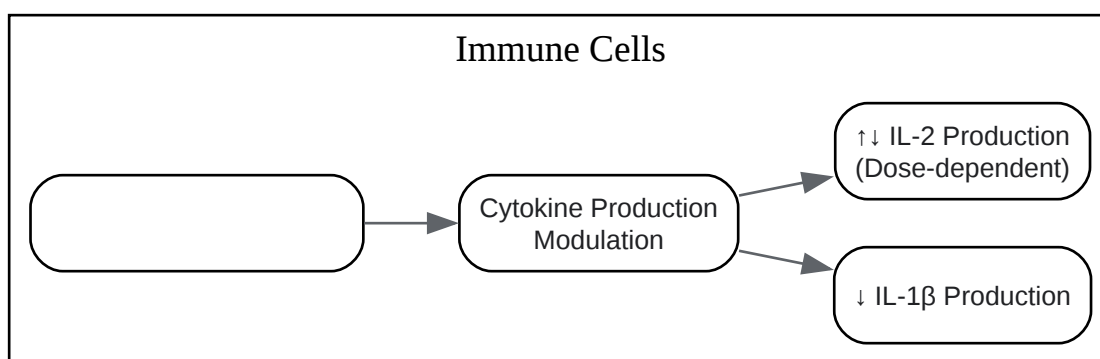 Immune Cells
↑↓ IL-2 Production
(Dose-dependent)
Cytokine Production
Modulation
↓ IL-1β Production